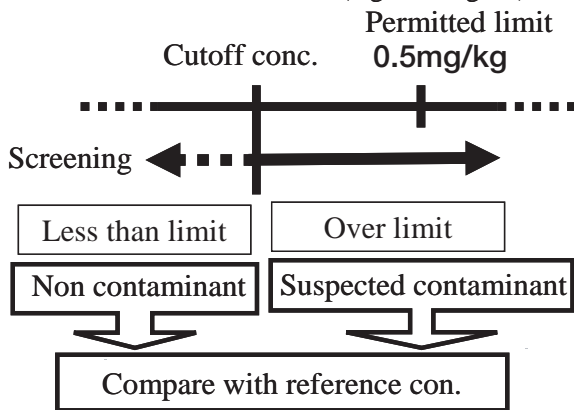 Permitted limit
Cutoff conc. 0.5mg/kg
Screening
Less than limit Over limit
Non contaminant Suspected contaminant
Compare with reference con.